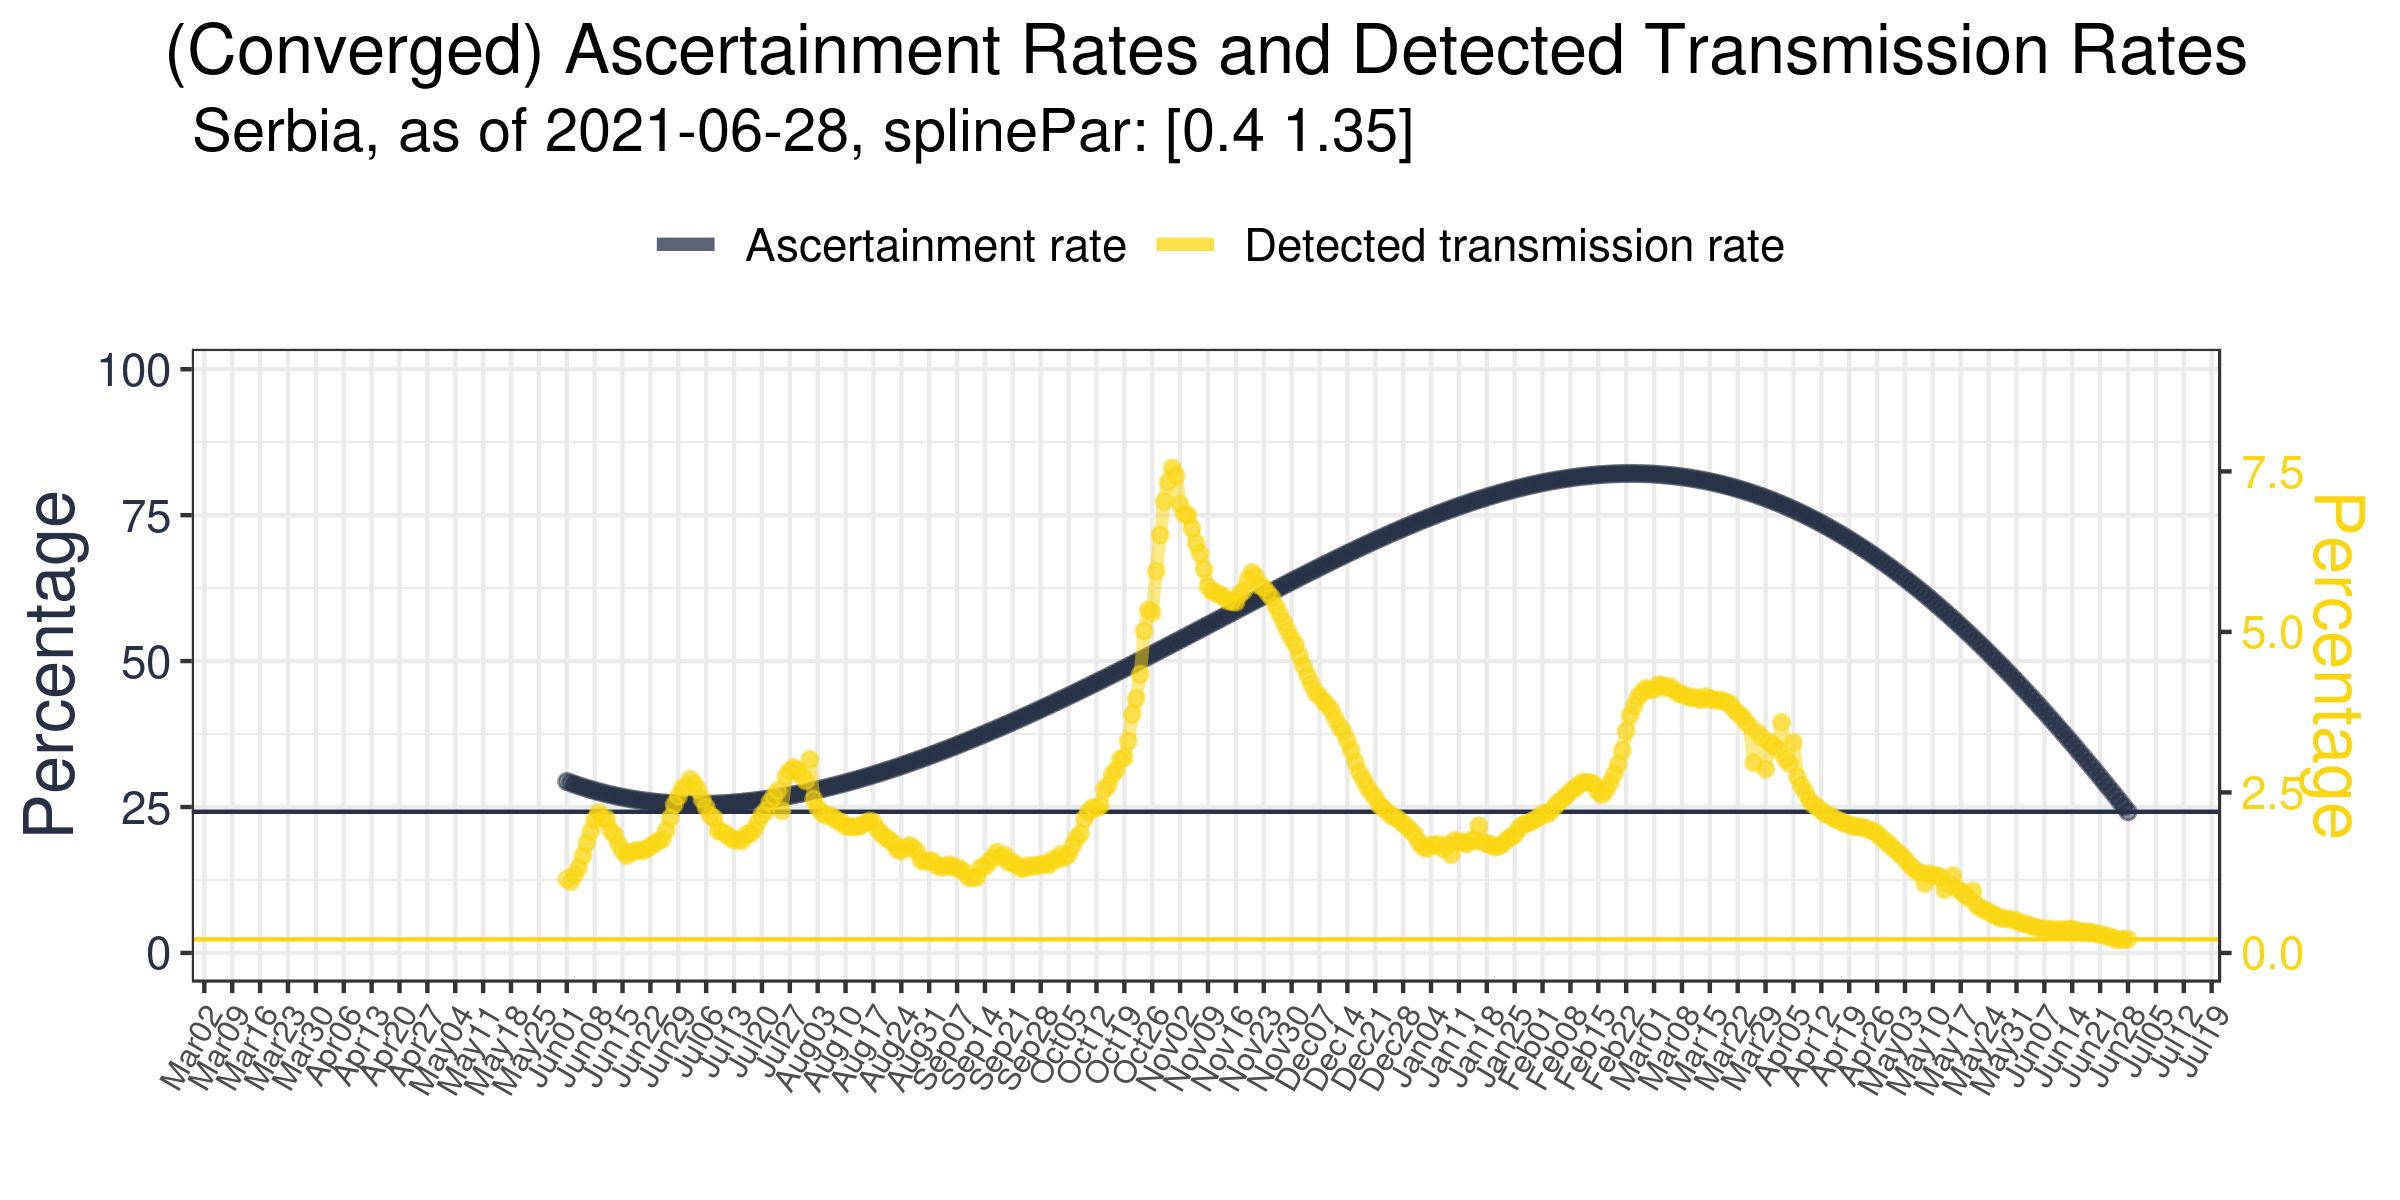 (Converged) Ascertainment Rates and Detected Transmission Rates
Serbia, as of 2021-06-28, splinePar: [0.4 1.35]
Ascertainment rate
Detected transmission rate
Percentage
100
75
50
25
0
7.5
5.0
2.5
0.0
Percentage
Mar02
Mar09
Mar16
Mar23
Mar30
Apr06
Apr13
Apr20
Apr27
May04
May11
May18
May25
Jun01
Jun08
Jun15
Jun22
Jun29
Jul06
Jul13
Jul20
Jul27
Aug03
Aug10
Aug17
Aug24
Aug31
Sep07
Sep14
Sep21
Sep28
Oct05
Oct12
Oct19
Oct26
Nov02
Nov09
Nov16
Nov23
Nov30
Dec07
Dec14
Dec21
Dec28
Jan04
Jan11
Jan18
Jan25
Feb01
Feb08
Feb15
Feb22
Mar01
Mar08
Mar15
Mar22
Mar29
Apr05
Apr12
Apr19
Apr26
May03
May10
May17
May24
May31
Jun07
Jun14
Jun21
Jun28
Jul05
Jul12
Jul19